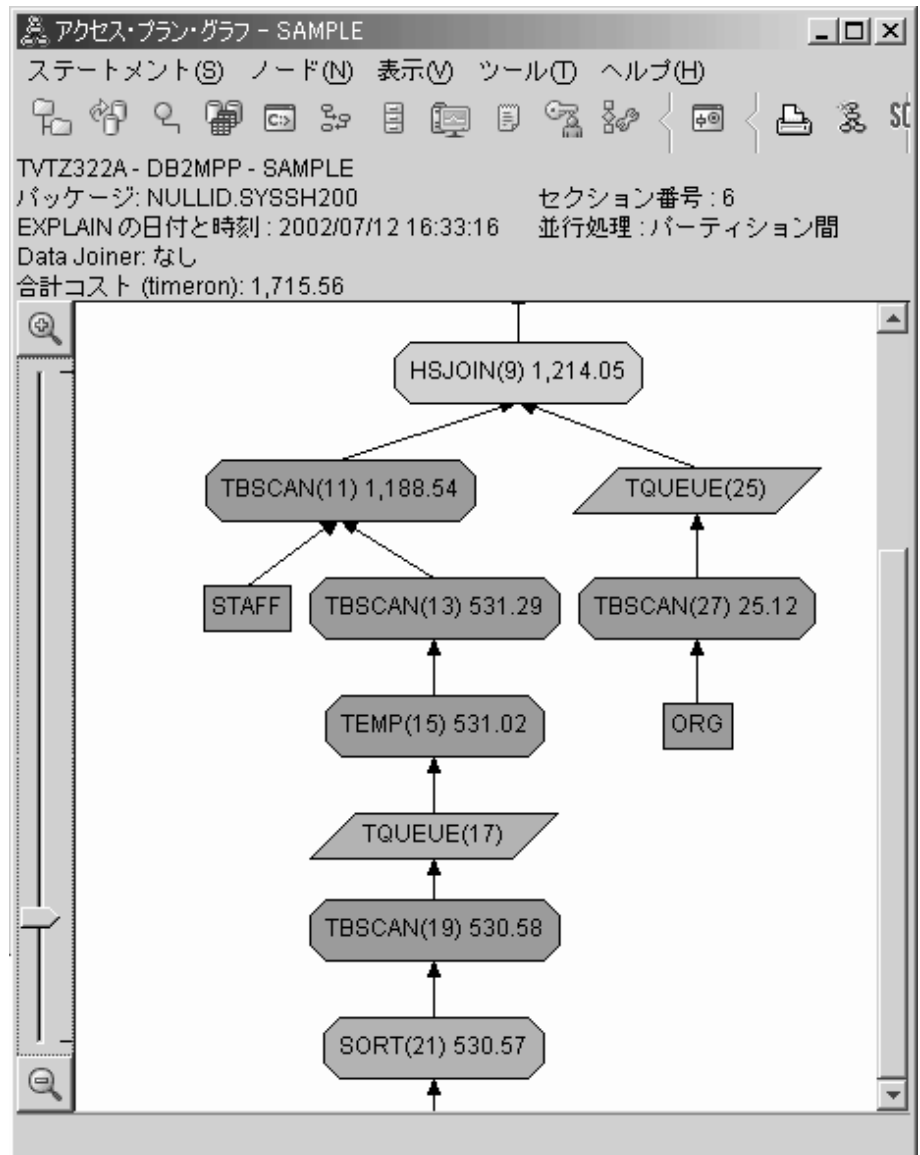 アクセス・プラン・グラフ - SAMPLE
ステートメント(S) ノード(N) 表示(V) ツール(T) ヘルプ(H)
TVTZ322A - DB2MPP - SAMPLE
パッケージ: NULLID.SYSSH200 セクション番号 : 6
EXPLAIN の日付と時刻 : 2002/07/12 16:33:16 並行処理 : パーティション間
Data Joiner: なし
合計コスト (timeron): 1,715.56
HSJOIN(9) 1,214.05
TBSCAN(11) 1,188.54 TQUEUE(25)
STAFF TBSCAN(13) 531.29 TBSCAN(27) 25.12
TEMP(15) 531.02 ORG
TQUEUE(17)
TBSCAN(19) 530.58
SORT(21) 530.57